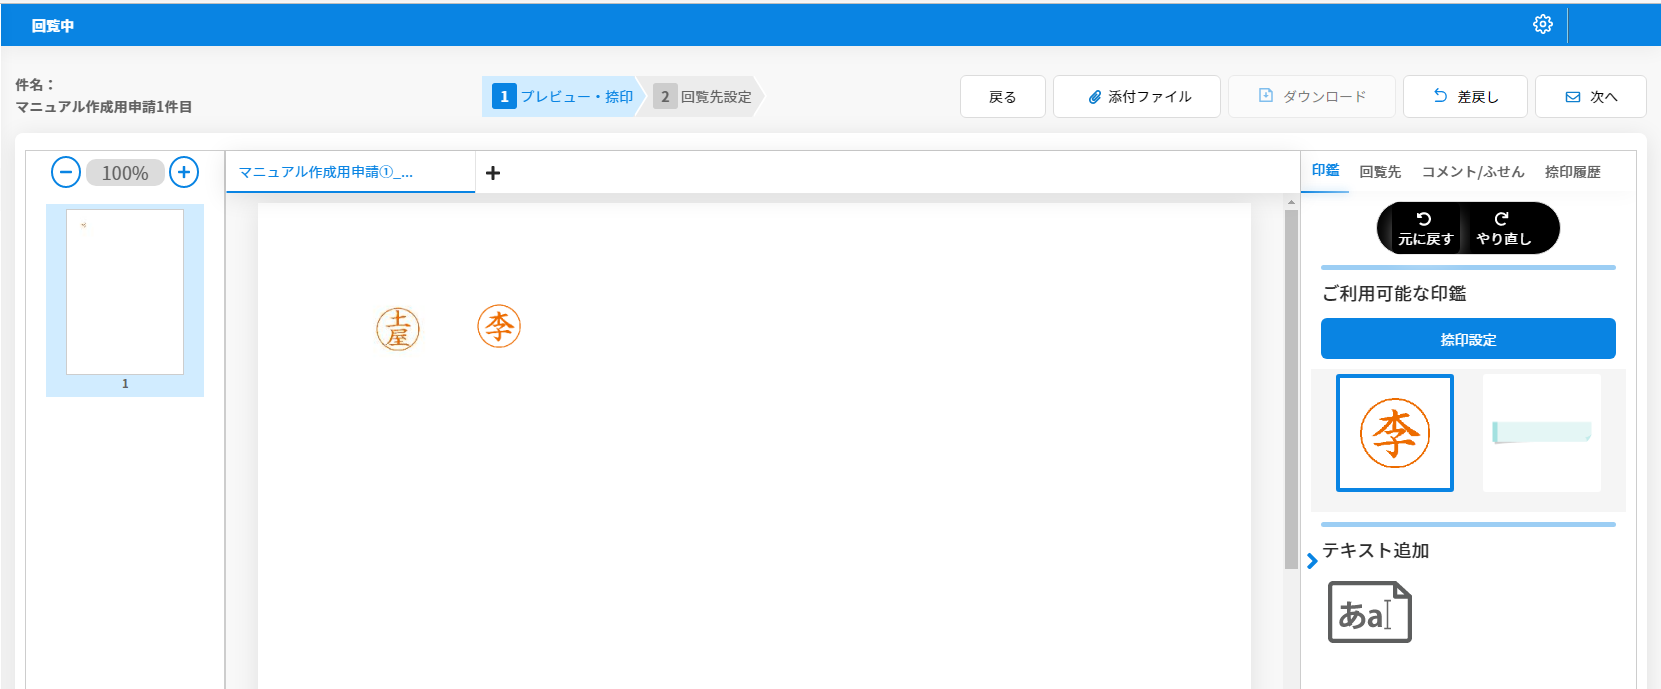 回覧中
件名：
マニュアル作成用申請1件目
1 プレビュー・捺印
2 回覧先設定
戻る
添付ファイル
ダウンロード
差戻し
次へ
100%
1
マニュアル作成用申請①_...
土屋
李
印鑑 回覧先 コメント/ふせん 捺印履歴
元に戻す やり直し
ご利用可能な印鑑
捺印設定
李
テキスト追加
あa